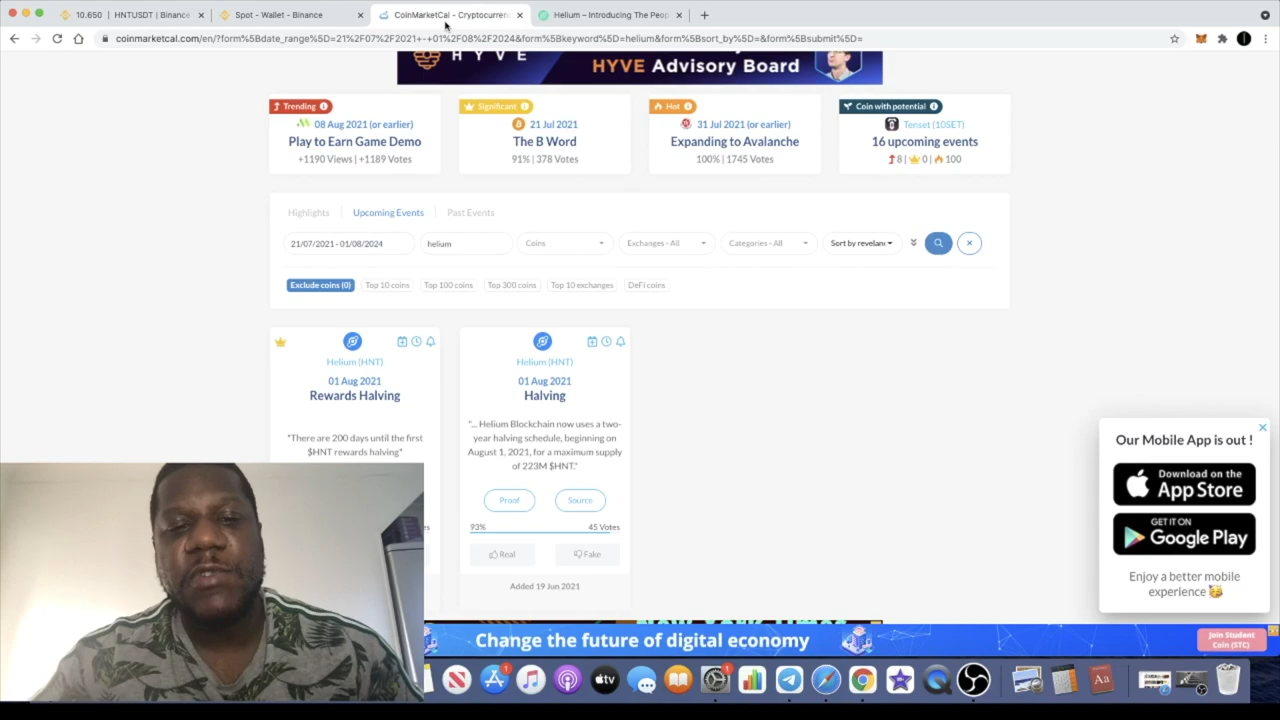 10.650 | HNTUSDT | Binance
Spot - Wallet - Binance
CoinMarketCal - Cryptocurren
Helium – Introducing The Peop
coinmarketcal.com/en/?form%5Bdate_range%5D=21%2F07%2F2021+-+01%2F08%2F2024&form%5Bkeyword%5D=helium&form%5Bsort_by%5D=&form%5Bsubmit%5D=
HYVE
HYVE Advisory Board
Trending
08 Aug 2021 (or earlier)
Play to Earn Game Demo
+1190 Views | +1189 Votes
Significant
21 Jul 2021
The B Word
91% | 378 Votes
Hot
31 Jul 2021 (or earlier)
Expanding to Avalanche
100% | 1745 Votes
Coin with potential
Tenset (10SET)
16 upcoming events
8 | 0 | 100
Highlights
Upcoming Events
Past Events
21/07/2021 - 01/08/2024
helium
Coins
Exchanges - All
Categories - All
Sort by revelan
Exclude coins (0)
Top 10 coins
Top 100 coins
Top 300 coins
Top 10 exchanges
DeFi coins
Helium (HNT)
01 Aug 2021
Rewards Halving
"There are 200 days until the first
$HNT rewards halving"
Helium (HNT)
01 Aug 2021
Halving
"... Helium Blockchain now uses a two-
year halving schedule, beginning on
August 1, 2021, for a maximum supply
of 223M $HNT."
Proof
Source
93%
45 Votes
Real
Fake
Added 19 Jun 2021
Our Mobile App is out !
Download on the
App Store
GET IT ON
Google Play
Enjoy a better mobile
experience
Change the future of digital economy
Join Student
Coin (STC)
1
tv
1
Aa